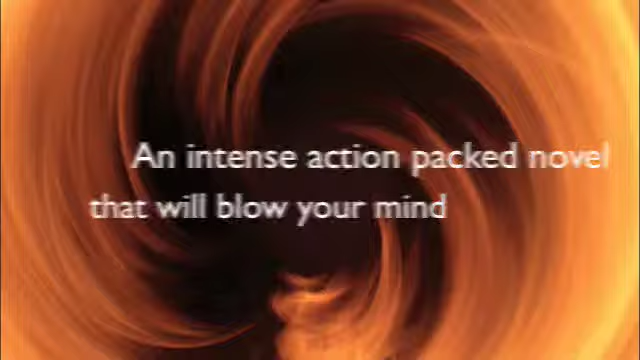 An intense action packed novel
that will blow your mind